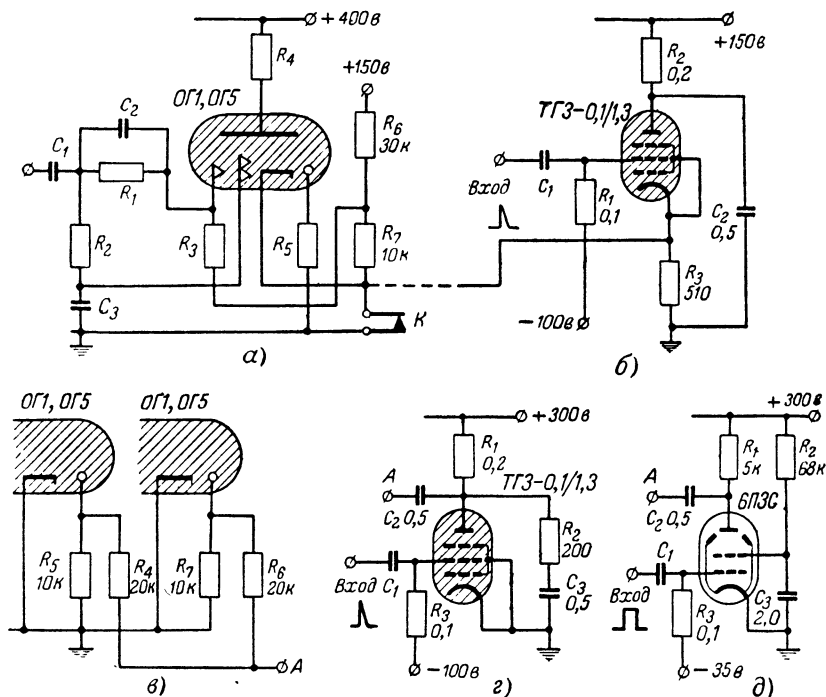 +400в
R4
ОГ1, ОГ5
+150в
C2
C1
R1
R6
30к
R2
R3
R5
R7
10к
C3
К
а)
+150в
R2
0,2
ТГЗ-0,1/1,3
C1
Вход
R1
0,1
C2
0,5
R3
510
-100в
б)
ОГ1, ОГ5
ОГ1, ОГ5
R5
10к
R4
20к
R7
10к
R6
20к
А
в)
+300в
R1
0,2
ТГЗ-0,1/1,3
А
C2 0,5
R2
200
C1
Вход
C3
0,5
R3
0,1
-100в
г)
+300в
R1
5к
R2
68к
А
6П3С
C2 0,5
C1
Вход
C3
2,0
R3
0,1
-35в
д)